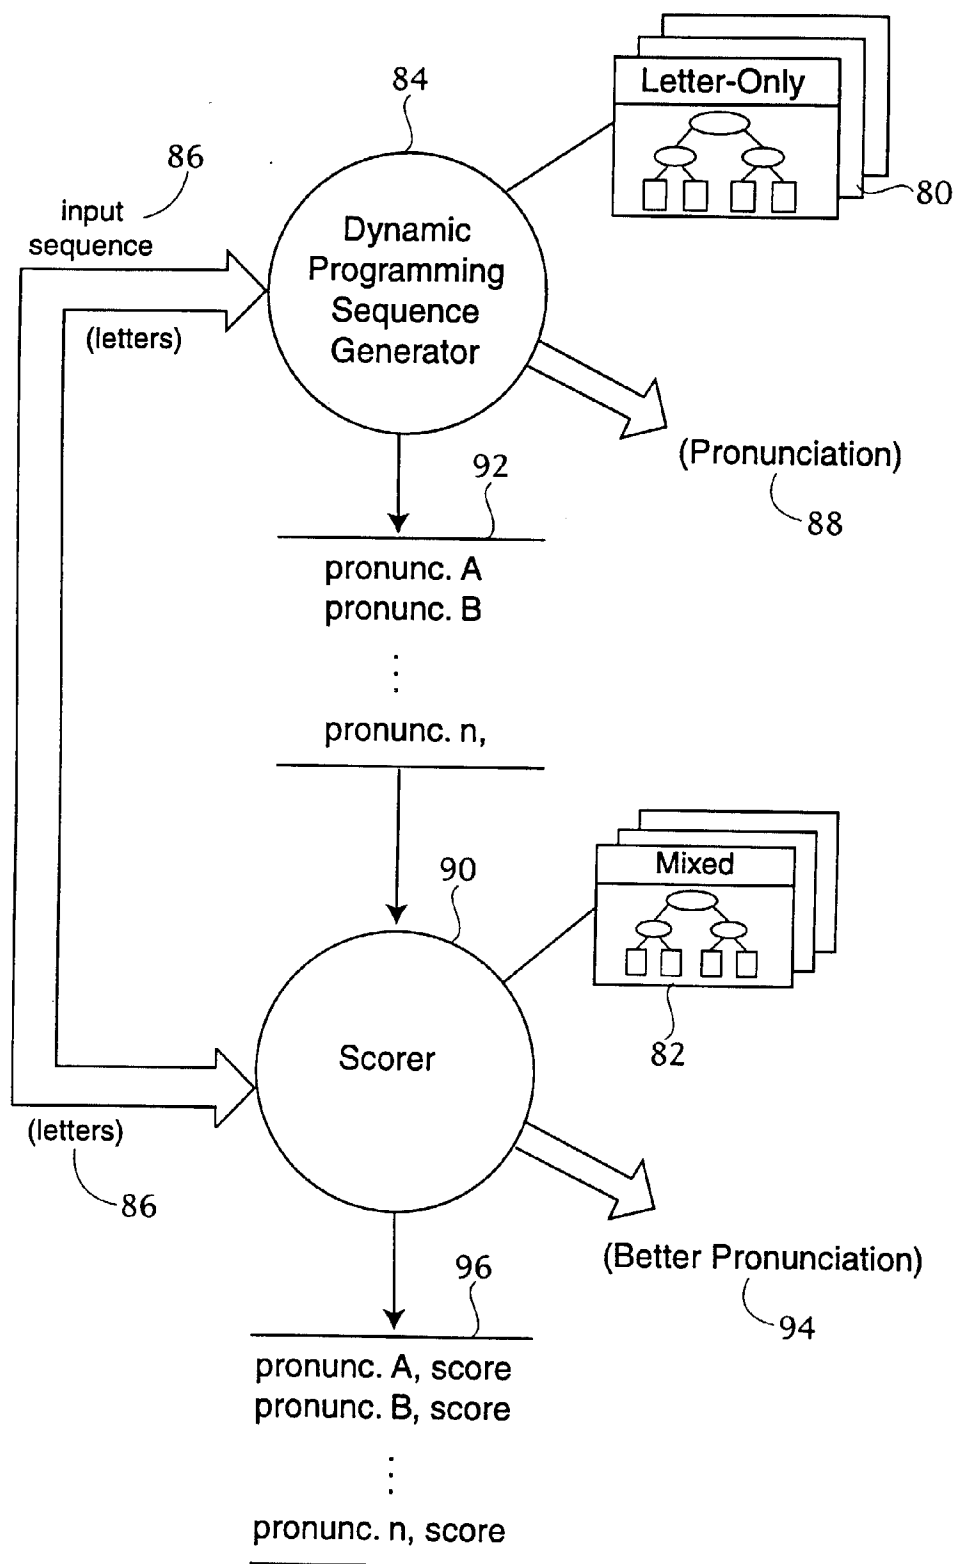 84
Letter-Only
86
80
input
sequence
(letters)
Dynamic
Programming
Sequence
Generator
(Pronunciation)
88
92
pronunc. A
pronunc. B
pronunc. n,
90
Mixed
82
Scorer
(letters)
86
(Better Pronunciation)
94
96
pronunc. A, score
pronunc. B, score
pronunc. n, score